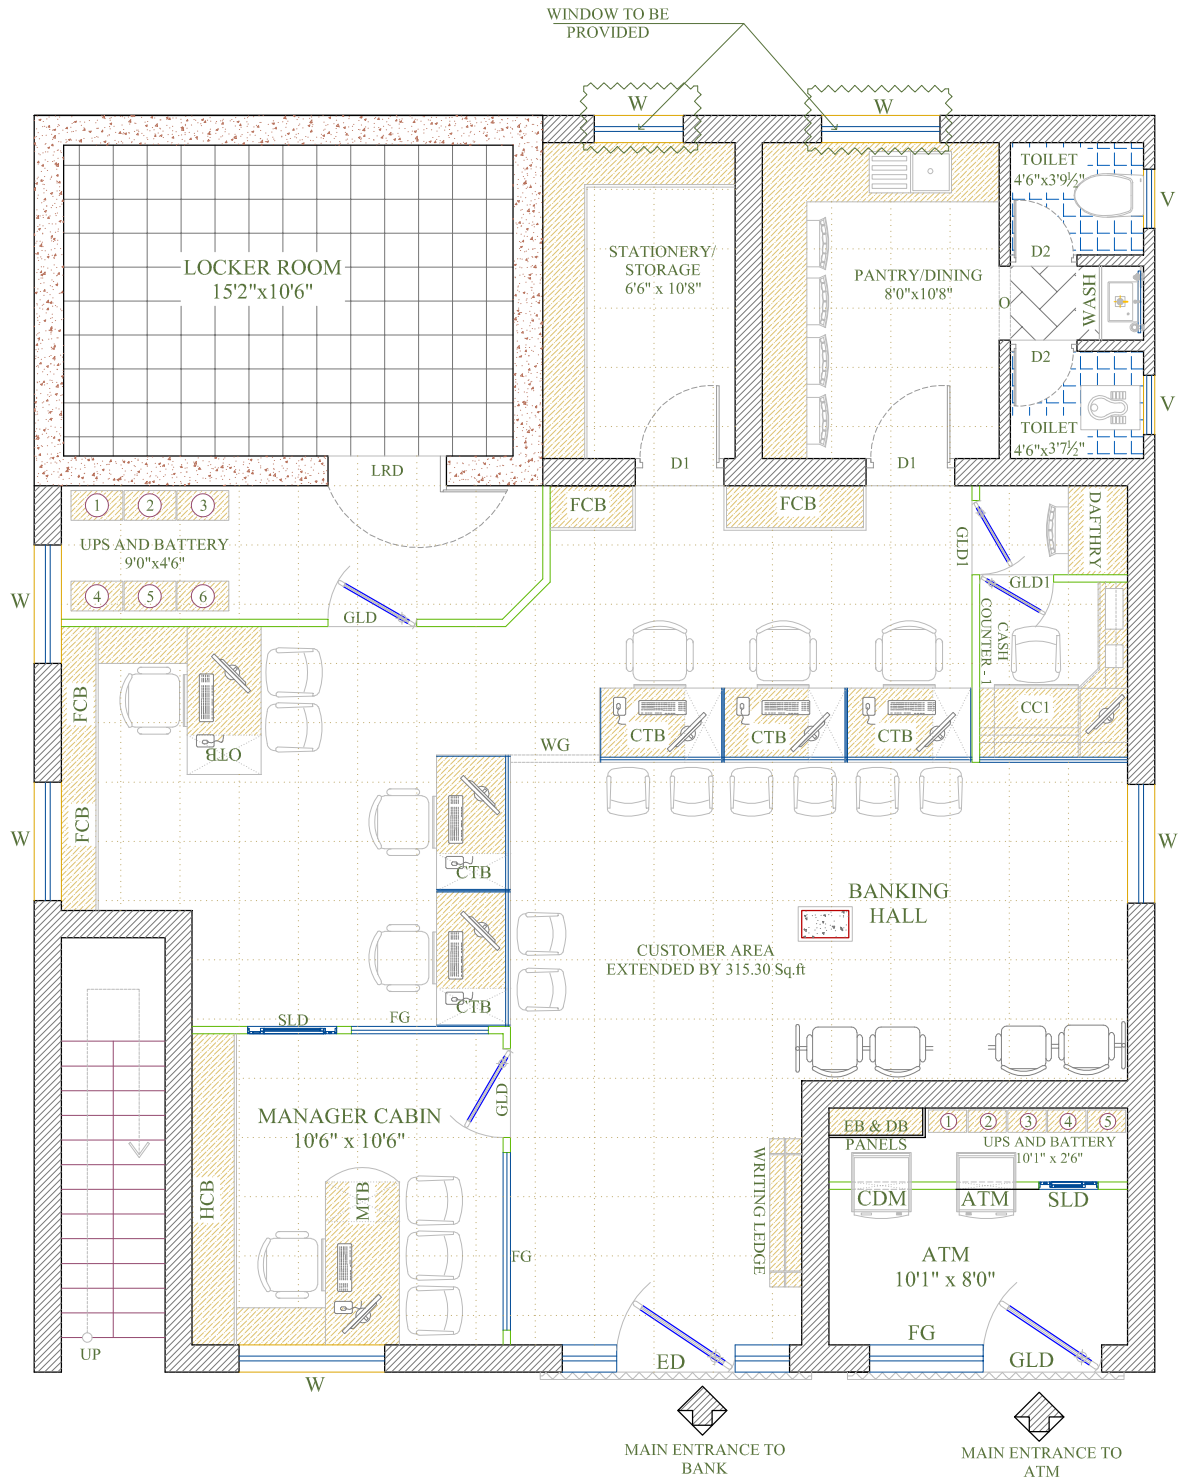 WINDOW TO BE
PROVIDED
W
W
TOILET
4'6"x3'9½"
V
D2
LOCKER ROOM
15'2"x10'6"
STATIONERY/
STORAGE
6'6" x 10'8"
PANTRY/DINING
8'0"x10'8"
O
WASH
D2
V
TOILET
4'6"x3'7½"
LRD
D1
D1
1
2
3
FCB
FCB
DAFTHRY
UPS AND BATTERY
9'0"x4'6"
GLD1
GLD1
4
5
6
W
GLD
CASH
COUNTER - 1
FCB
OTB
CC1
CTB
CTB
CTB
WG
FCB
W
W
CTB
BANKING
HALL
CUSTOMER AREA
EXTENDED BY 315.30 Sq.ft
CTB
SLD
FG
GLD
MANAGER CABIN
10'6" x 10'6"
EB & DB
PANELS
1
2
3
4
5
UPS AND BATTERY
10'1" x 2'6"
HCB
MTB
WRITING LEDGE
CDM
ATM
SLD
FG
ATM
10'1" x 8'0"
UP
FG
W
ED
GLD
MAIN ENTRANCE TO
BANK
MAIN ENTRANCE TO
ATM